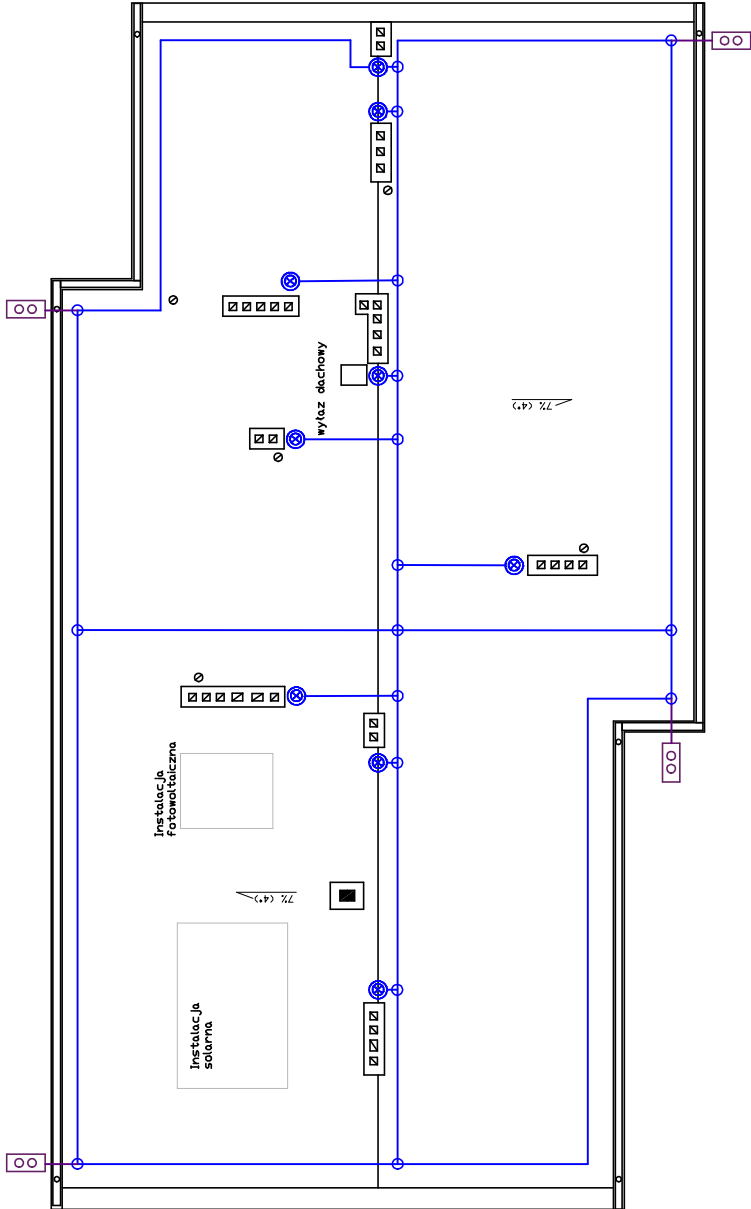 wyłaz dachowy
7% (4°)
Instalacja
fotowoltaiczna
7% (4°)
Instalacja
solarna